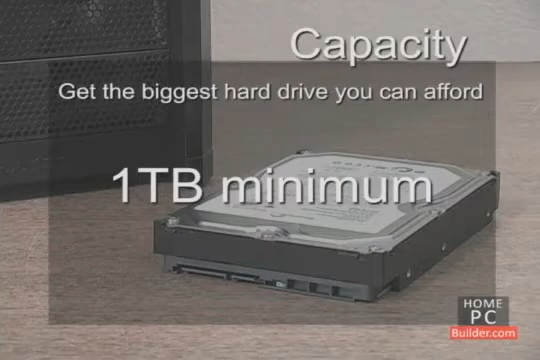 Capacity
Get the biggest hard drive you can afford
1TB minimum
HOME
PC
Builder.com